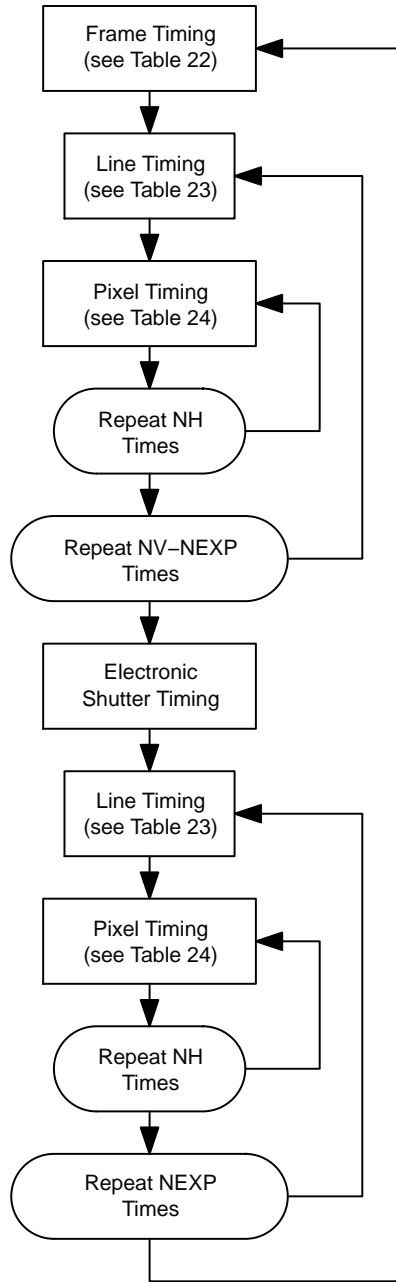 Frame Timing
(see Table 22)
Line Timing
(see Table 23)
Pixel Timing
(see Table 24)
Repeat NH
Times
Repeat NV−NEXP
Times
Electronic
Shutter Timing
Line Timing
(see Table 23)
Pixel Timing
(see Table 24)
Repeat NH
Times
Repeat NEXP
Times